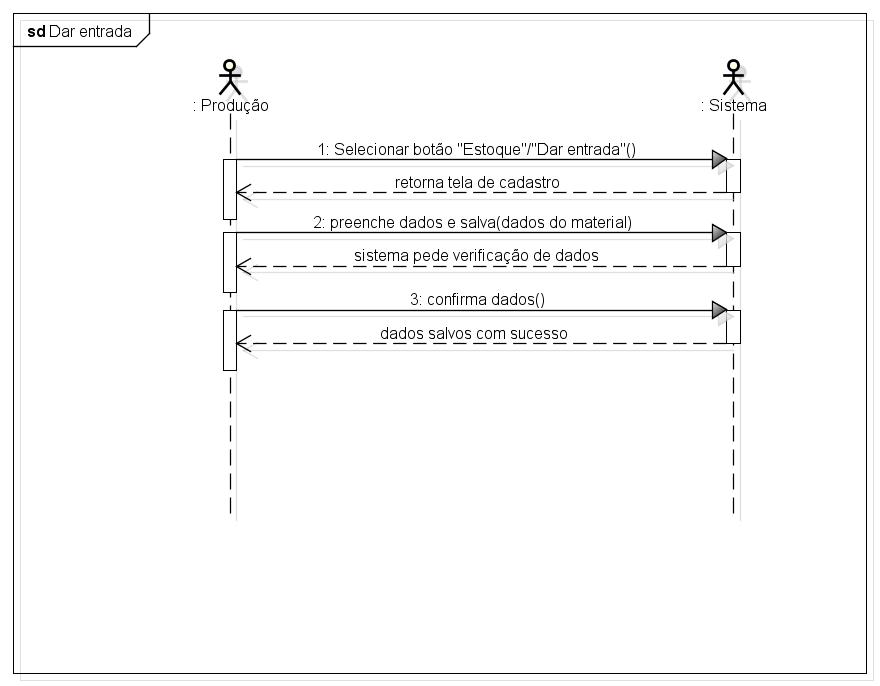 sd Dar entrada
: Produção
: Sistema
1: Selecionar botão "Estoque"/"Dar entrada"()
retorna tela de cadastro
2: preenche dados e salva(dados do material)
sistema pede verificação de dados
3: confirma dados()
dados salvos com sucesso